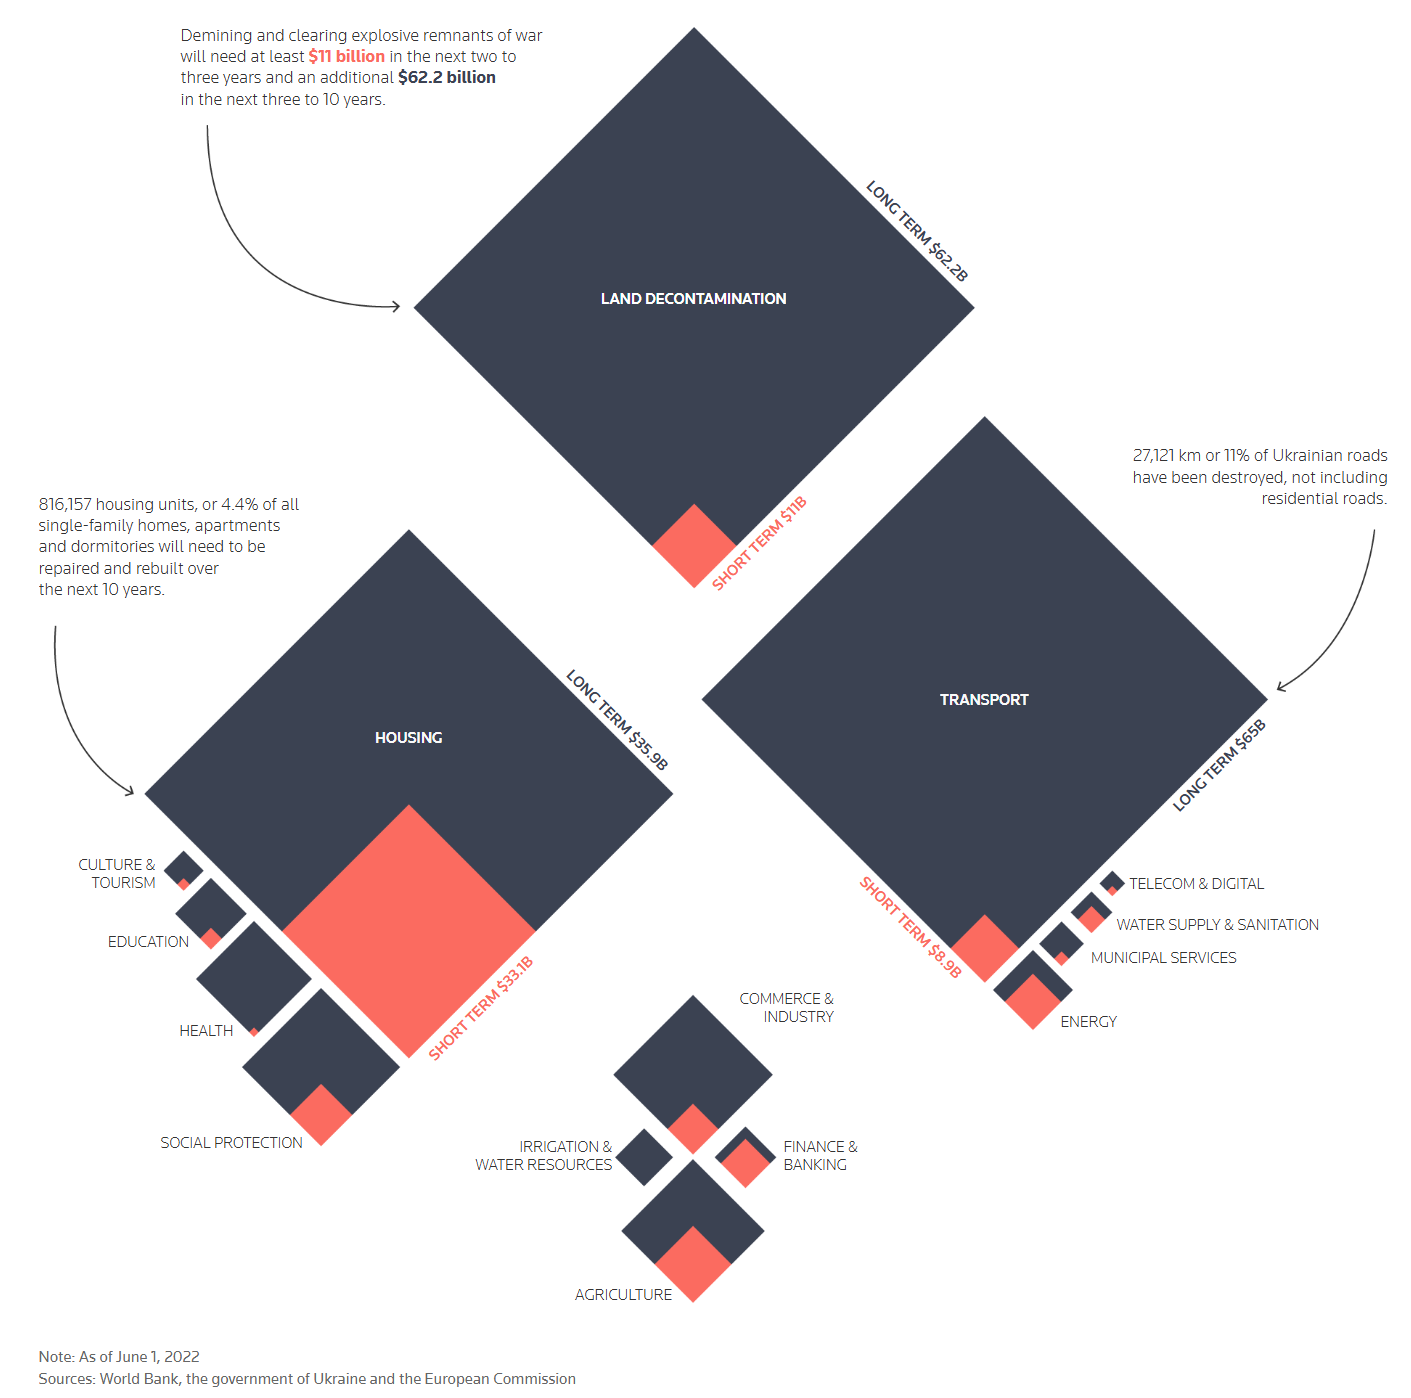 Demining and clearing explosive remnants of war
will need at least $11 billion in the next two to
three years and an additional $62.2 billion
in the next three to 10 years.
LONG TERM $62.2B
LAND DECONTAMINATION
SHORT TERM $11B
27,121 km or 11% of Ukrainian roads
have been destroyed, not including
residential roads.
816,157 housing units, or 4.4% of all
single-family homes, apartments
and dormitories will need to be
repaired and rebuilt over
the next 10 years.
LONG TERM $35.9B
HOUSING
SHORT TERM $33.1B
TRANSPORT
LONG TERM $65B
SHORT TERM $8.9B
CULTURE &
TOURISM
EDUCATION
HEALTH
SOCIAL PROTECTION
TELECOM & DIGITAL
WATER SUPPLY & SANITATION
MUNICIPAL SERVICES
ENERGY
COMMERCE &
INDUSTRY
IRRIGATION &
WATER RESOURCES
FINANCE &
BANKING
AGRICULTURE
Note: As of June 1, 2022
Sources: World Bank, the government of Ukraine and the European Commission